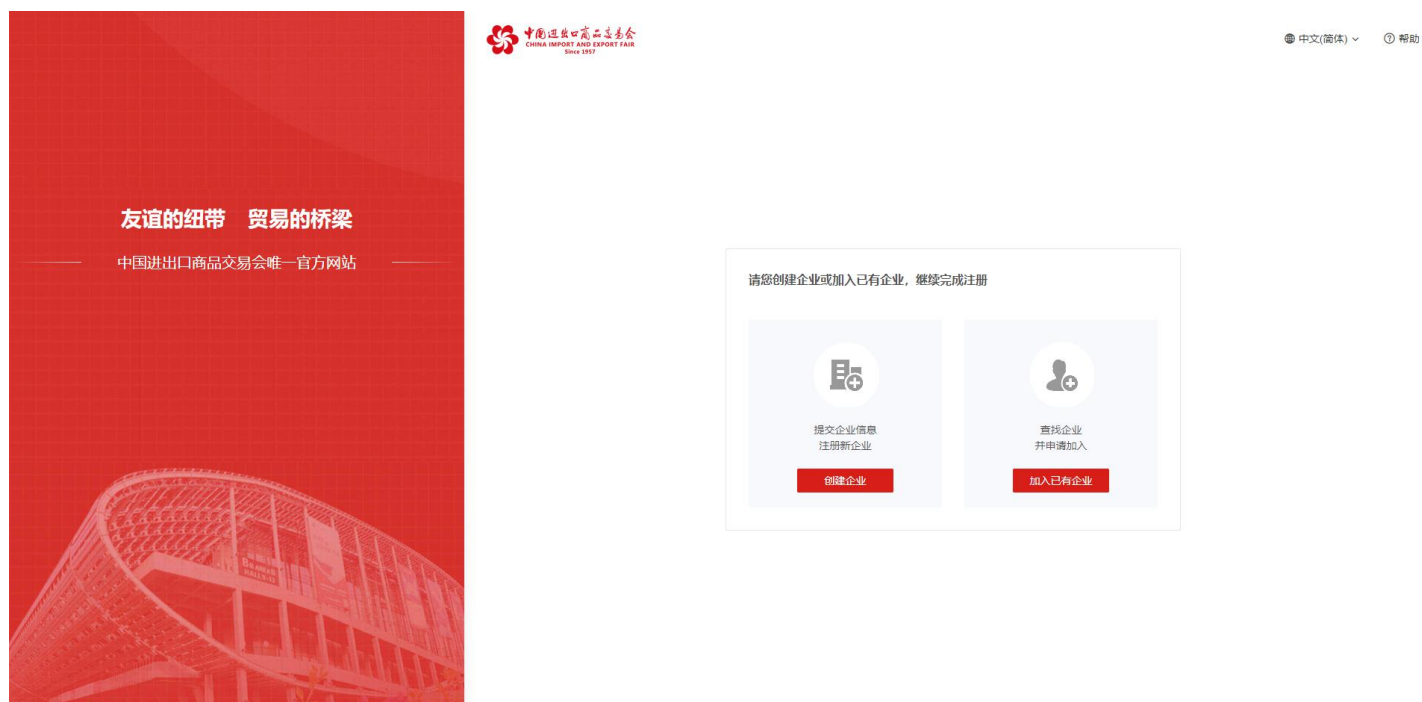 中国进出口商品交易会
CHINA IMPORT AND EXPORT FAIR
Since 1957
中文(简体)
帮助
友谊的纽带 贸易的桥梁
中国进出口商品交易会唯一官方网站
请您创建企业或加入已有企业，继续完成注册
提交企业信息
注册新企业
创建企业
查找企业
并申请加入
加入已有企业